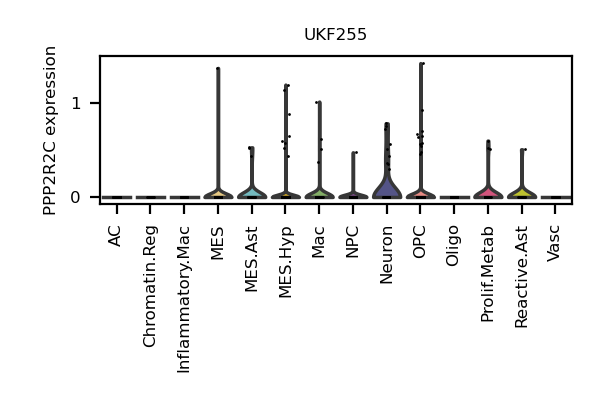 UKF255
PPP2R2C expression
1
0
AC
Chromatin.Reg
Inflammatory.Mac
MES
MES.Ast
MES.Hyp
Mac
NPC
Neuron
OPC
Oligo
Prolif.Metab
Reactive.Ast
Vasc